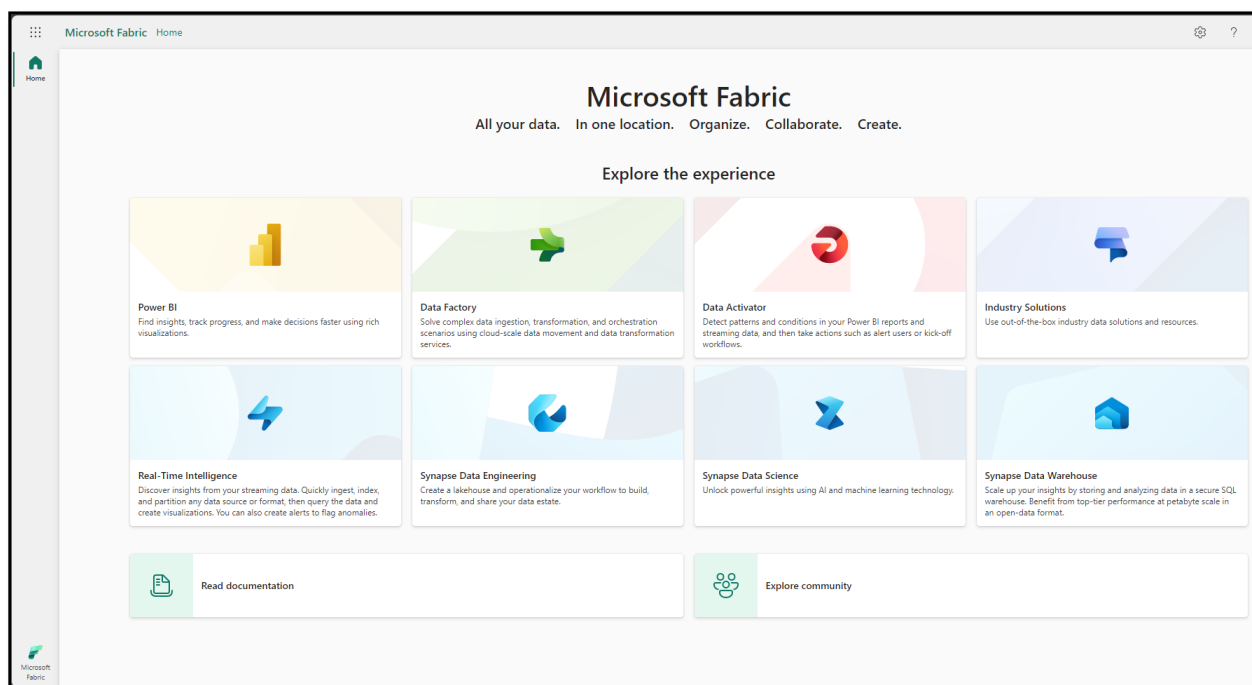 Microsoft Fabric Home
?
Home
Microsoft Fabric
All your data. In one location. Organize. Collaborate. Create.
Explore the experience
Power BI
Find insights, track progress, and make decisions faster using rich
visualizations.
Data Factory
Solve complex data ingestion, transformation, and orchestration
scenarios using cloud-scale data movement and data transformation
services.
Data Activator
Detect patterns and conditions in your Power BI reports and
streaming data, and then take actions such as alert users or kick-off
workflows.
Industry Solutions
Use out-of-the-box industry data solutions and resources.
Real-Time Intelligence
Discover insights from your streaming data. Quickly ingest, index,
and partition any data source or format, then query the data and
create visualizations. You can also create alerts to flag anomalies.
Synapse Data Engineering
Create a lakehouse and operationalize your workflow to build,
transform, and share your data estate.
Synapse Data Science
Unlock powerful insights using AI and machine learning technology.
Synapse Data Warehouse
Scale up your insights by storing and analyzing data in a secure SQL
warehouse. Benefit from top-tier performance at petabyte scale in
an open-data format.
Read documentation
Explore community
Microsoft
Fabric